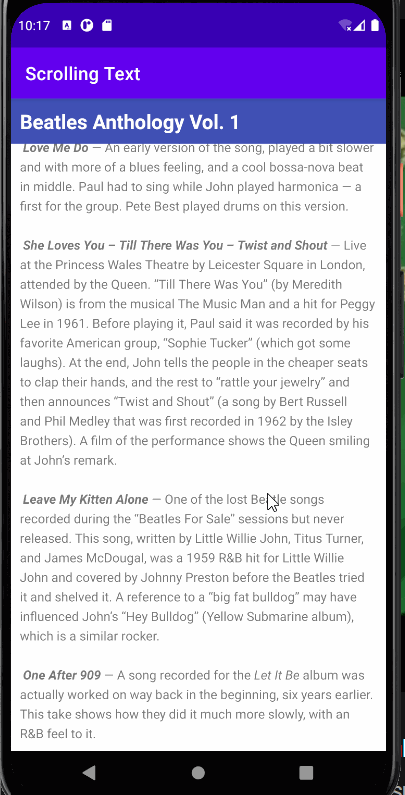 10:17
Scrolling Text
Beatles Anthology Vol. 1
Love Me Do — An early version of the song, played a bit slower
and with more of a blues feeling, and a cool bossa-nova beat
in middle. Paul had to sing while John played harmonica — a
first for the group. Pete Best played drums on this version.
She Loves You – Till There Was You – Twist and Shout — Live
at the Princess Wales Theatre by Leicester Square in London,
attended by the Queen. “Till There Was You” (by Meredith
Wilson) is from the musical The Music Man and a hit for Peggy
Lee in 1961. Before playing it, Paul said it was recorded by his
favorite American group, “Sophie Tucker” (which got some
laughs). At the end, John tells the people in the cheaper seats
to clap their hands, and the rest to “rattle your jewelry” and
then announces “Twist and Shout” (a song by Bert Russell
and Phil Medley that was first recorded in 1962 by the Isley
Brothers). A film of the performance shows the Queen smiling
at John’s remark.
Leave My Kitten Alone — One of the lost Beatle songs
recorded during the “Beatles For Sale” sessions but never
released. This song, written by Little Willie John, Titus Turner,
and James McDougal, was a 1959 R&B hit for Little Willie
John and covered by Johnny Preston before the Beatles tried
it and shelved it. A reference to a “big fat bulldog” may have
influenced John’s “Hey Bulldog” (Yellow Submarine album),
which is a similar rocker.
One After 909 — A song recorded for the Let It Be album was
actually worked on way back in the beginning, six years earlier.
This take shows how they did it much more slowly, with an
R&B feel to it.